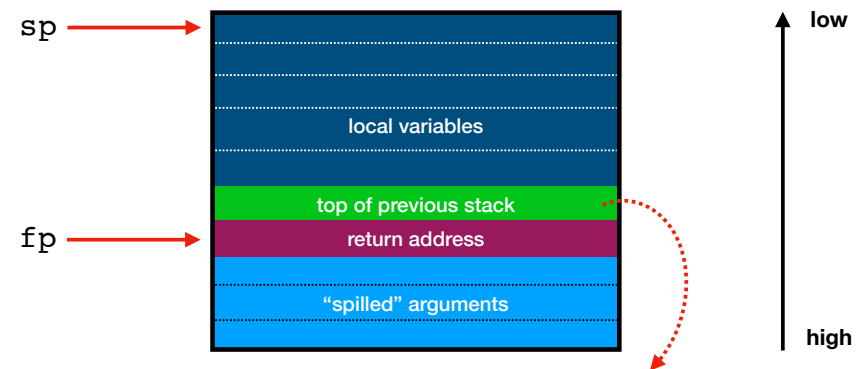 sp
low
local variables
top of previous stack
fp
return address
“spilled” arguments
high